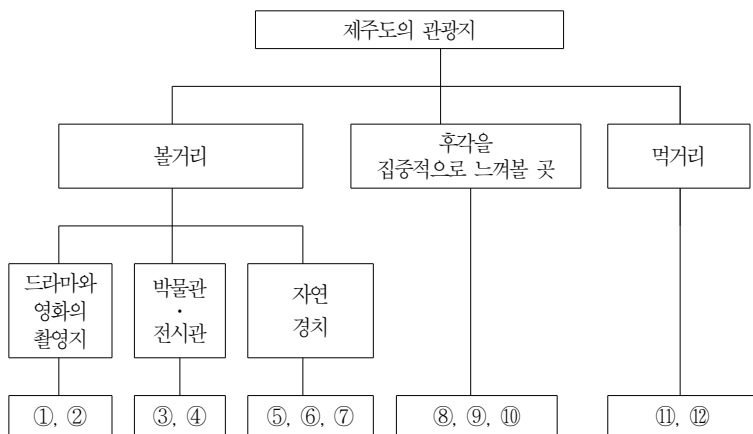 제주도의 관광지
볼거리
후각을
집중적으로 느껴볼 곳
먹거리
드라마와
영화의
촬영지
박물관
·
전시관
자연
경치
①, ②
③, ④
⑤, ⑥, ⑦
⑧, ⑨, ⑩
⑪, ⑫